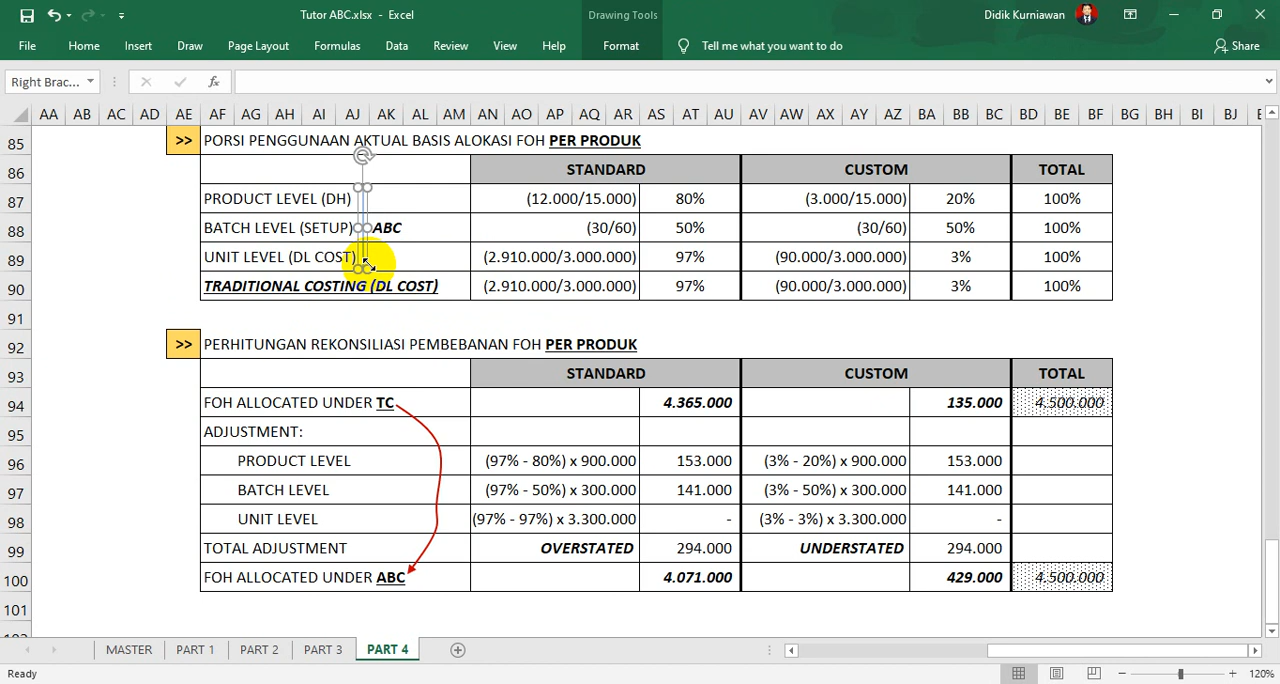 Tutor ABC.xlsx - Excel
Drawing Tools
Didik Kurniawan
File Home Insert Draw Page Layout Formulas Data Review View Help Format Tell me what you want to do Share
Right Brac... fx
AA AB AC AD AE AF AG AH AI AJ AK AL AM AN AO AP AQ AR AS AT AU AV AW AX AY AZ BA BB BC BD BE BF BG BH BI BJ
85 >> PORSI PENGGUNAAN AKTUAL BASIS ALOKASI FOH PER PRODUK
86 STANDARD CUSTOM TOTAL
87 PRODUCT LEVEL (DH) (12.000/15.000) 80% (3.000/15.000) 20% 100%
88 BATCH LEVEL (SETUP) ABC (30/60) 50% (30/60) 50% 100%
89 UNIT LEVEL (DL COST) (2.910.000/3.000.000) 97% (90.000/3.000.000) 3% 100%
90 TRADITIONAL COSTING (DL COST) (2.910.000/3.000.000) 97% (90.000/3.000.000) 3% 100%
91
92 >> PERHITUNGAN REKONSILIASI PEMBEBANAN FOH PER PRODUK
93 STANDARD CUSTOM TOTAL
94 FOH ALLOCATED UNDER TC 4.365.000 135.000 4.500.000
95 ADJUSTMENT:
96 PRODUCT LEVEL (97% - 80%) x 900.000 153.000 (3% - 20%) x 900.000 153.000
97 BATCH LEVEL (97% - 50%) x 300.000 141.000 (3% - 50%) x 300.000 141.000
98 UNIT LEVEL (97% - 97%) x 3.300.000 - (3% - 3%) x 3.300.000 -
99 TOTAL ADJUSTMENT OVERSTATED 294.000 UNDERSTATED 294.000
100 FOH ALLOCATED UNDER ABC 4.071.000 429.000 4.500.000
101
MASTER PART 1 PART 2 PART 3 PART 4
Ready 120%